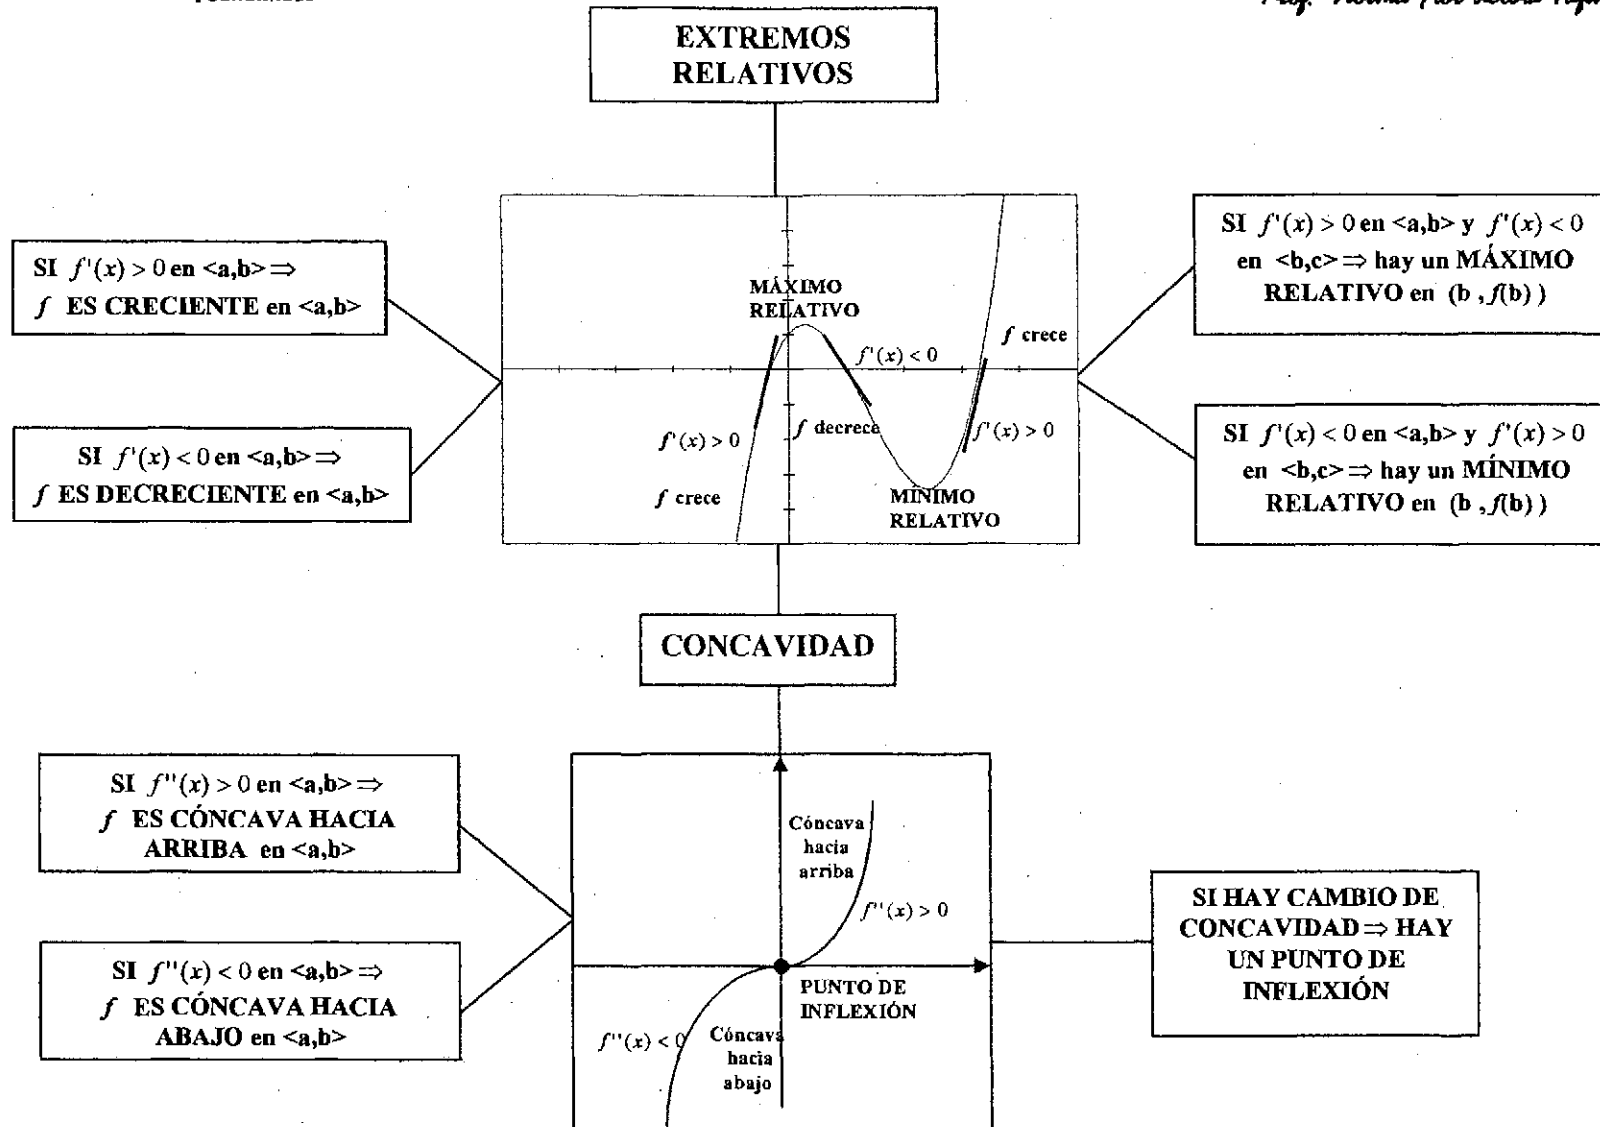 Prof.
EXTREMOS
RELATIVOS
SI f'(x) > 0 en <a,b> ⇒
f ES CRECIENTE en <a,b>
SI f'(x) < 0 en <a,b> ⇒
f ES DECRECIENTE en <a,b>
MÁXIMO
RELATIVO
f'(x) < 0
f crece
f'(x) > 0
f decrece
f'(x) > 0
f crece
MÍNIMO
RELATIVO
SI f'(x) > 0 en <a,b> y f'(x) < 0
en <b,c> ⇒ hay un MÁXIMO
RELATIVO en (b , f(b) )
SI f'(x) < 0 en <a,b> y f'(x) > 0
en <b,c> ⇒ hay un MÍNIMO
RELATIVO en (b , f(b) )
CONCAVIDAD
SI f''(x) > 0 en <a,b> ⇒
f ES CÓNCAVA HACIA
ARRIBA en <a,b>
SI f''(x) < 0 en <a,b> ⇒
f ES CÓNCAVA HACIA
ABAJO en <a,b>
Cóncava
hacia
arriba
f''(x) > 0
PUNTO DE
INFLEXIÓN
f''(x) < 0
Cóncava
hacia
abajo
SI HAY CAMBIO DE
CONCAVIDAD ⇒ HAY
UN PUNTO DE
INFLEXIÓN